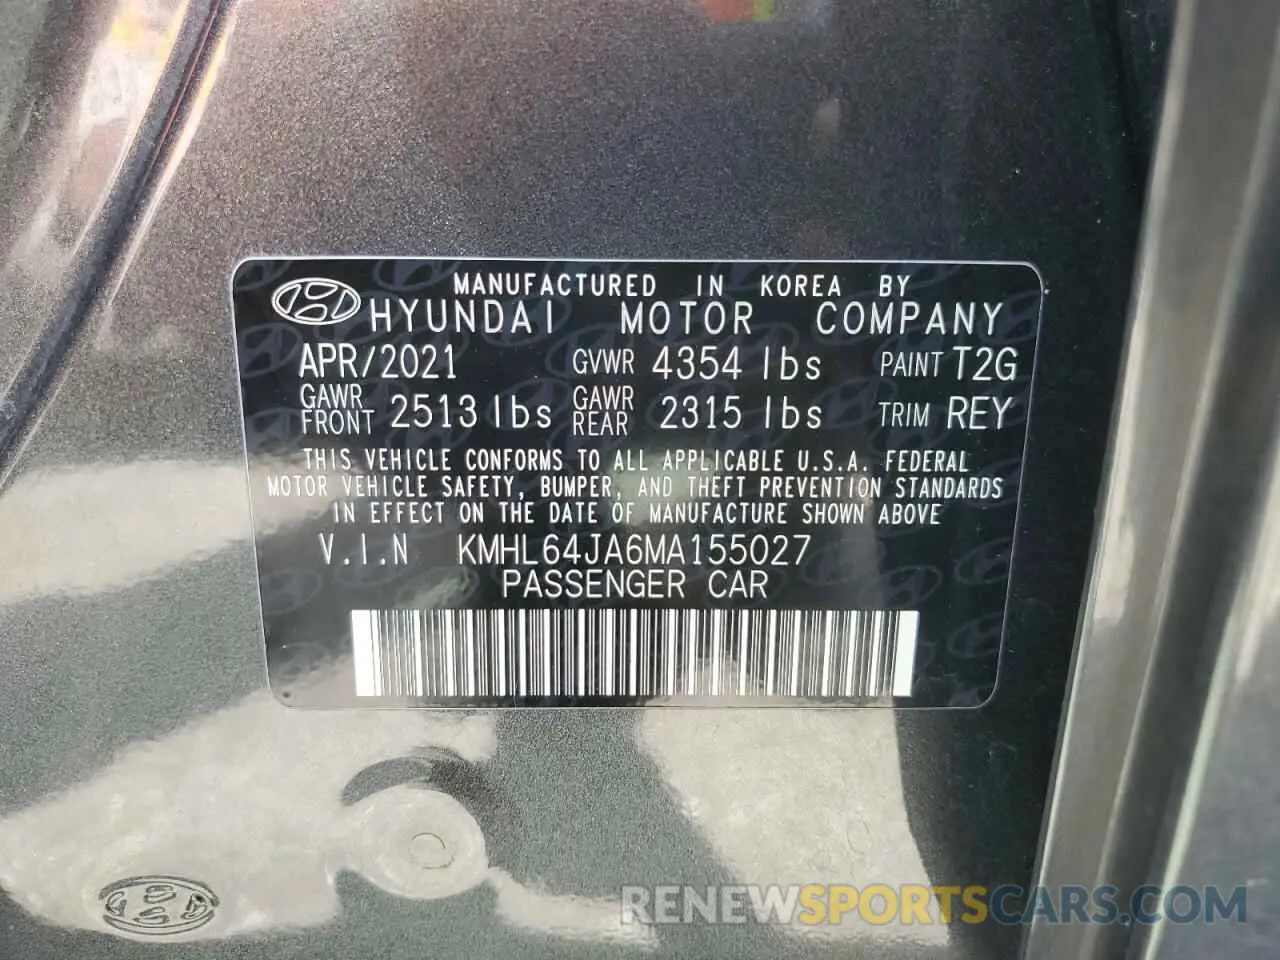 MANUFACTURED IN KOREA BY
HYUNDAI MOTOR COMPANY
APR/2021 GVWR 4354 lbs PAINT T2G
GAWR FRONT 2513 lbs GAWR REAR 2315 lbs TRIM REY
THIS VEHICLE CONFORMS TO ALL APPLICABLE U.S.A. FEDERAL
MOTOR VEHICLE SAFETY, BUMPER, AND THEFT PREVENTION STANDARDS
IN EFFECT ON THE DATE OF MANUFACTURE SHOWN ABOVE
V.I.N KMHL64JA6MA155027
PASSENGER CAR
RENEWSPORTSCARS.COM